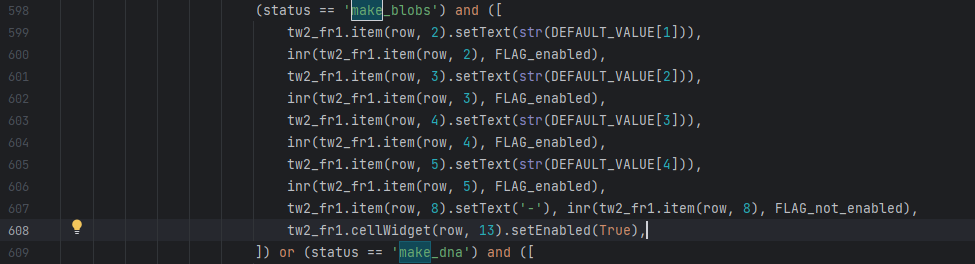 598 (status == 'make_blobs') and ([
599 tw2_fr1.item(row, 2).setText(str(DEFAULT_VALUE[1])),
600 inr(tw2_fr1.item(row, 2), FLAG_enabled),
601 tw2_fr1.item(row, 3).setText(str(DEFAULT_VALUE[2])),
602 inr(tw2_fr1.item(row, 3), FLAG_enabled),
603 tw2_fr1.item(row, 4).setText(str(DEFAULT_VALUE[3])),
604 inr(tw2_fr1.item(row, 4), FLAG_enabled),
605 tw2_fr1.item(row, 5).setText(str(DEFAULT_VALUE[4])),
606 inr(tw2_fr1.item(row, 5), FLAG_enabled),
607 tw2_fr1.item(row, 8).setText('-'), inr(tw2_fr1.item(row, 8), FLAG_not_enabled),
608 tw2_fr1.cellWidget(row, 13).setEnabled(True),
609 ]) or (status == 'make_dna') and ([